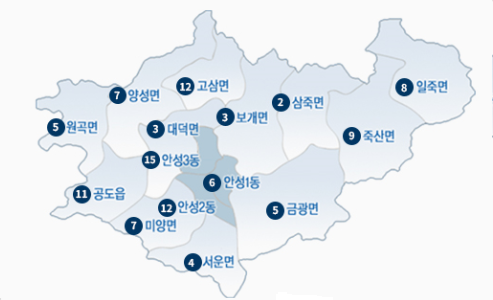 12 고상면
8 일죽면
7 양성면
2 삼죽면
3 보개면
5 원곡면
3 대덕면
9 죽산면
15 안성3동
6 안성1동
11 공도읍
12 안성2동
5 금광면
7 미양면
4 서운면